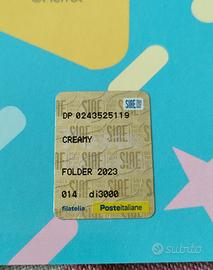 SIAE
DP 0243525119
CREAMY
FOLDER 2023
014 di3000
filatelia Posteitaliane
subito